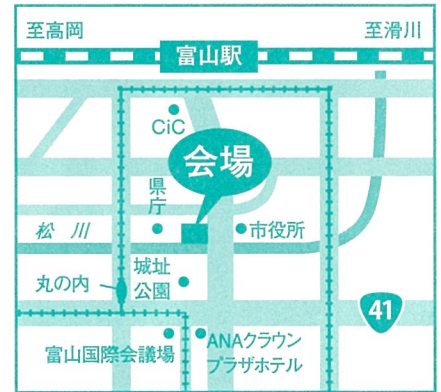 至高岡
至滑川
富山駅
CiC
会場
県庁
松川
市役所
丸の内
城址
公園
41
富山国際会議場
ANAクラウン
プラザホテル